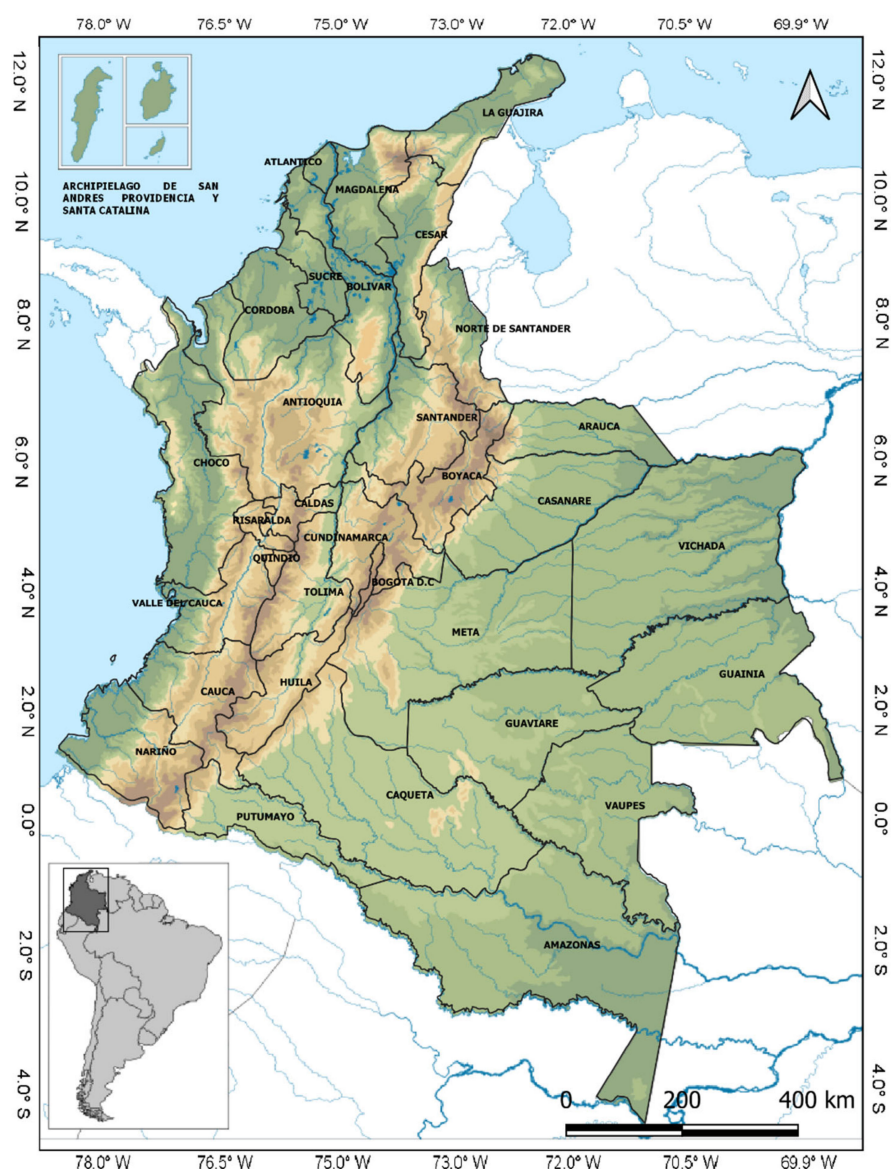 78.0° W 76.5° W 75.0° W 73.0° W 72.0° W 70.5° W 69.9° W
12.0° N
12.0° N
LA GUAJIRA
ATLANTICO
MAGDALENA
ARCHIPIELAGO DE SAN
ANDRES PROVIDENCIA Y
SANTA CATALINA
10.0° N
10.0° N
CESAR
SUCRE
BOLIVAR
CORDOBA
8.0° N
8.0° N
NORTE DE SANTANDER
ANTIOQUIA
SANTANDER
ARAUCA
6.0° N
6.0° N
CHOCO
BOYACA
CALDAS
CASANARE
RISARALDA
CUNDINAMARCA
VICHADA
QUINDIO
BOGOTA D.C
TOLIMA
4.0° N
4.0° N
VALLE DEL CAUCA
META
GUAINIA
HUILA
CAUCA
2.0° N
2.0° N
GUAVIARE
NARIÑO
CAQUETA
VAUPES
PUTUMAYO
0.0°
0.0°
AMAZONAS
2.0° S
2.0° S
4.0° S
4.0° S
0 200 400 km
78.0° W 76.5° W 75.0° W 73.0° W 72.0° W 70.5° W 69.9° W